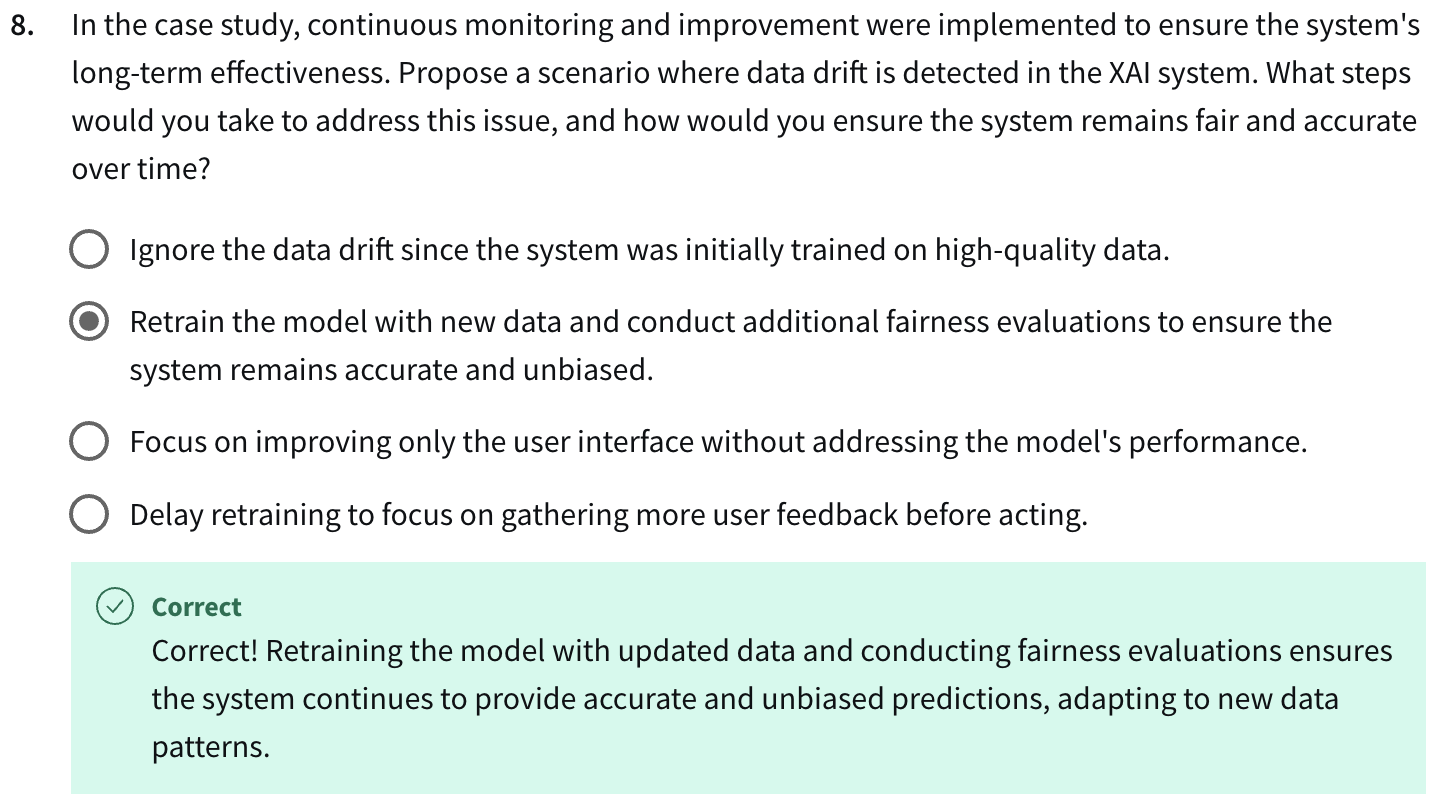 8. In the case study, continuous monitoring and improvement were implemented to ensure the system's
long-term effectiveness. Propose a scenario where data drift is detected in the XAI system. What steps
would you take to address this issue, and how would you ensure the system remains fair and accurate
over time?
Ignore the data drift since the system was initially trained on high-quality data.
Retrain the model with new data and conduct additional fairness evaluations to ensure the
system remains accurate and unbiased.
Focus on improving only the user interface without addressing the model's performance.
Delay retraining to focus on gathering more user feedback before acting.
Correct
Correct! Retraining the model with updated data and conducting fairness evaluations ensures
the system continues to provide accurate and unbiased predictions, adapting to new data
patterns.